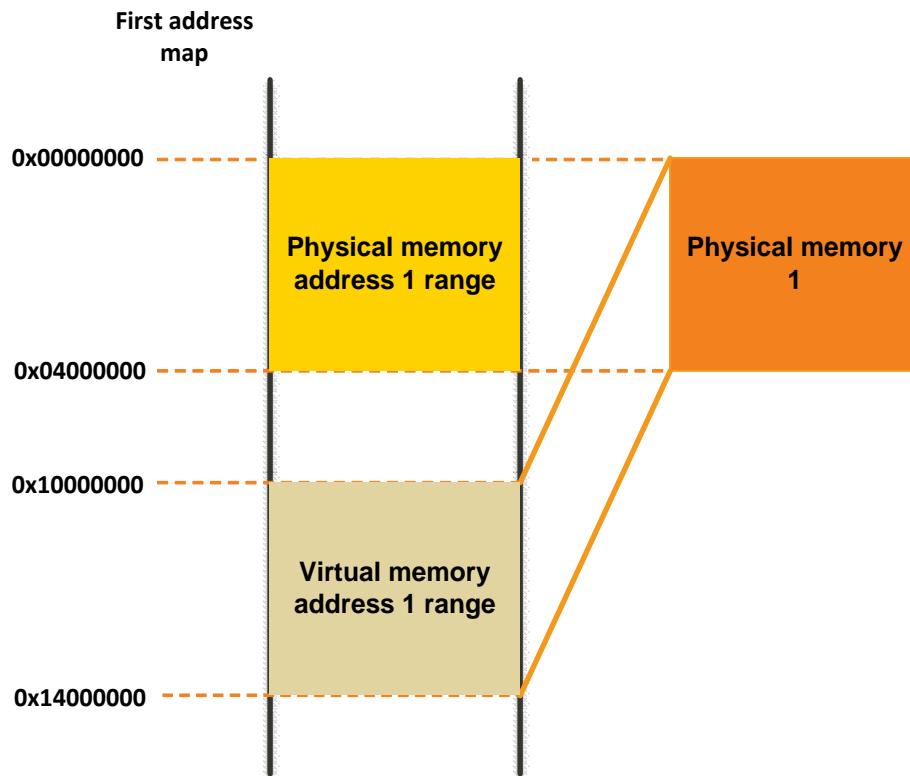 First address
map
0x00000000
Physical memory
address 1 range
Physical memory
1
0x04000000
0x10000000
Virtual memory
address 1 range
0x14000000